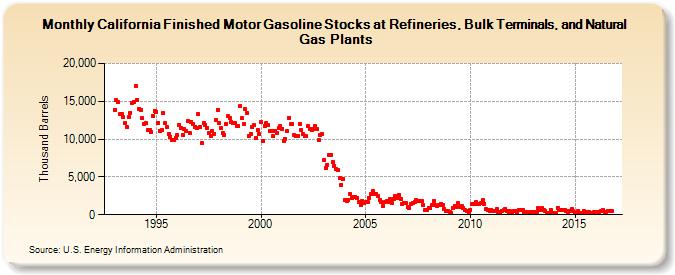 Monthly California Finished Motor Gasoline Stocks at Refineries, Bulk Terminals, and Natural
Gas Plants
Thousand Barrels
20,000
15,000
10,000
5,000
0
1995
2000
2005
2010
2015
Source: U.S. Energy Information Administration